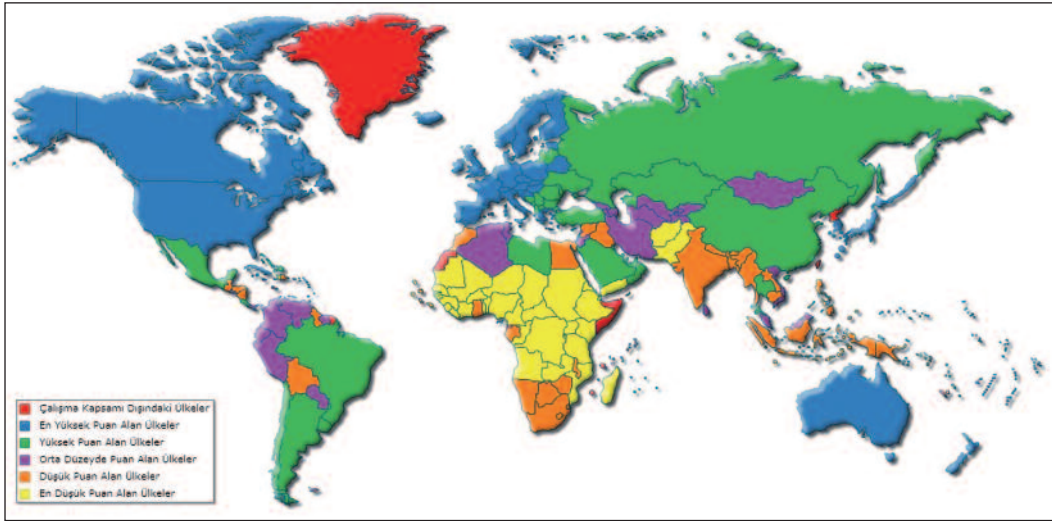 Çalışma Kapsamı Dışındaki Ülkeler
En Yüksek Puan Alan Ülkeler
Yüksek Puan Alan Ülkeler
Orta Düzeyde Puan Alan Ülkeler
Düşük Puan Alan Ülkeler
En Düşük Puan Alan Ülkeler